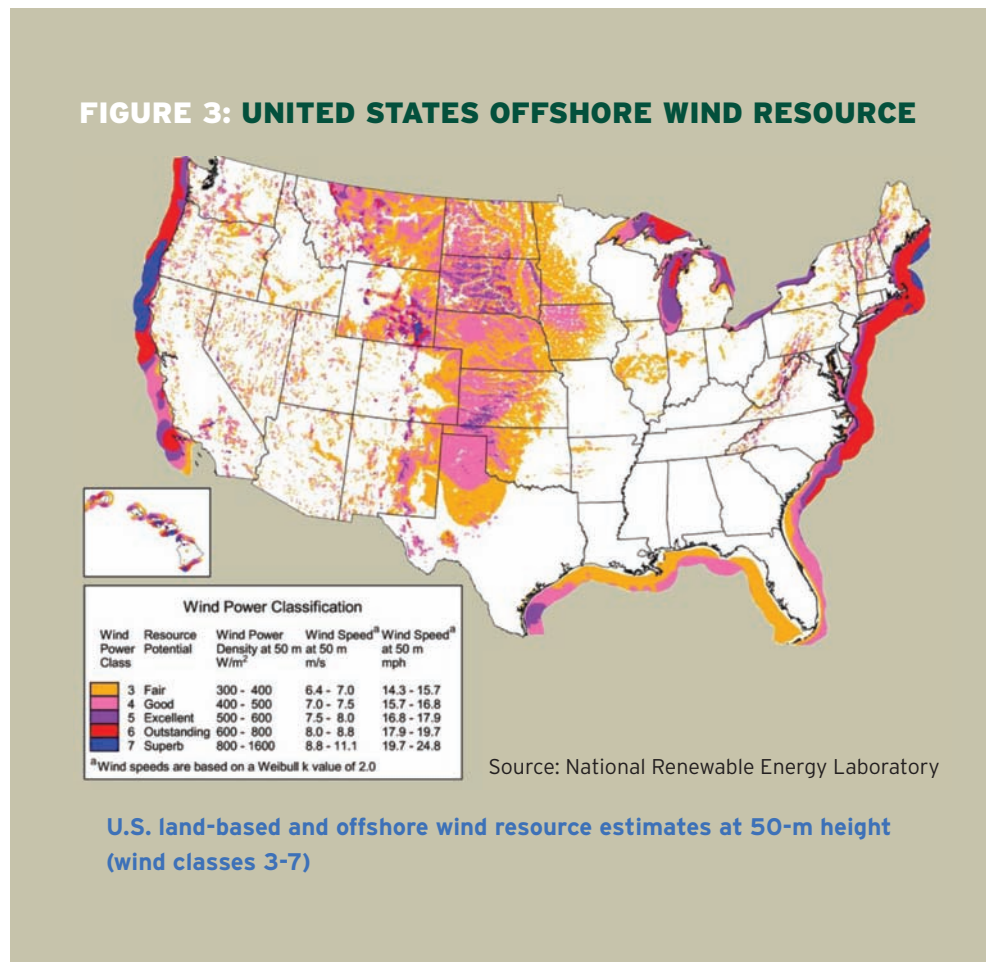 FIGURE 3: UNITED STATES OFFSHORE WIND RESOURCE
Wind Power Classification
Wind Resource Wind Power Wind Speedᵃ Wind Speedᵃ
Power Potential Density at 50 m at 50 m at 50 m
Class W/m² m/s mph
3 Fair 300 - 400 6.4 - 7.0 14.3 - 15.7
4 Good 400 - 500 7.0 - 7.5 15.7 - 16.8
5 Excellent 500 - 600 7.5 - 8.0 16.8 - 17.9
6 Outstanding 600 - 800 8.0 - 8.8 17.9 - 19.7
7 Superb 800 - 1600 8.8 - 11.1 19.7 - 24.8
ᵃWind speeds are based on a Weibull k value of 2.0
Source: National Renewable Energy Laboratory
U.S. land-based and offshore wind resource estimates at 50-m height
(wind classes 3-7)